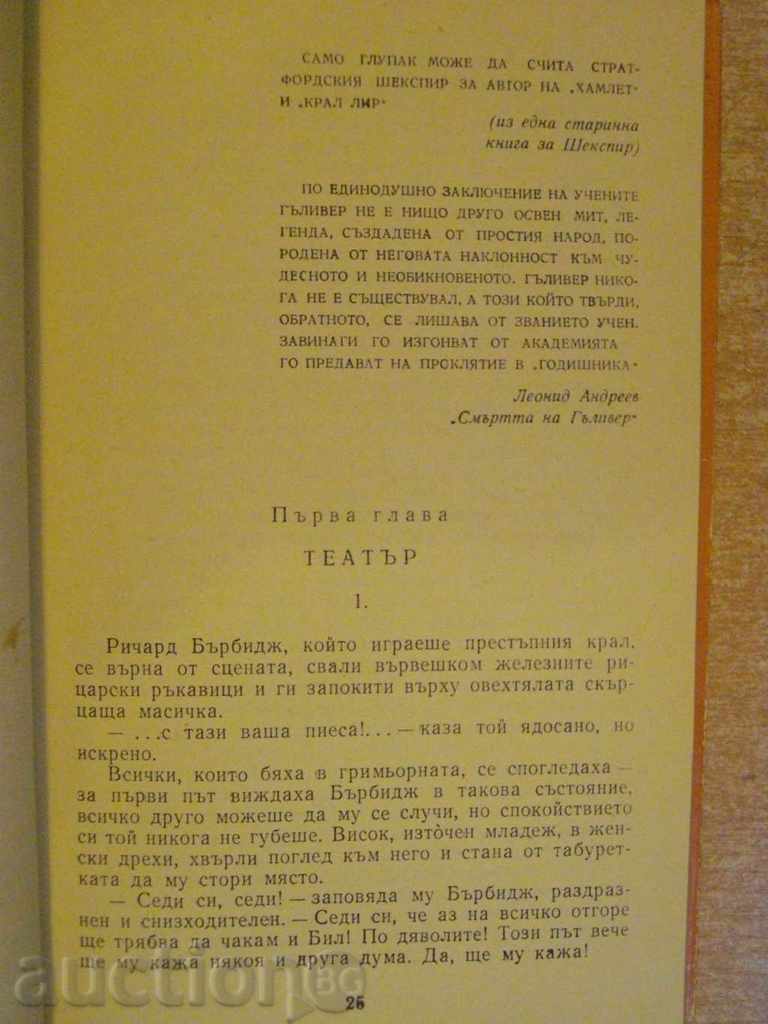 САМО ГЛУПАК МОЖЕ ДА СЧИТА СТРАТ-
ФОРДСКИЯ ШЕКСПИР ЗА АВТОР НА „ХАМЛЕТ“
И „КРАЛ ЛИР“
(из една старинна
книга за Шекспир)
ПО ЕДИНОДУШНО ЗАКЛЮЧЕНИЕ НА УЧЕНИТЕ
ГЪЛИВЕР НЕ Е НИЩО ДРУГО ОСВЕН МИТ, ЛЕ-
ГЕНДА, СЪЗДАДЕНА ОТ ПРОСТИЯ НАРОД, ПО-
РОДЕНА ОТ НЕГОВАТА НАКЛОННОСТ КЪМ ЧУ-
ДЕСНОТО И НЕОБИКНОВЕНОТО. ГЪЛИВЕР НИКО-
ГА НЕ Е СЪЩЕСТВУВАЛ, А ТОЗИ КОЙТО ТВЪРДИ,
ОБРАТНОТО, СЕ ЛИШАВА ОТ ЗВАНИЕТО УЧЕН.
ЗАВИНАГИ ГО ИЗГОНВАТ ОТ АКАДЕМИЯТА
ГО ПРЕДАВАТ НА ПРОКЛЯТИЕ В „ГОДИШНИКА“
Леонид Андреев
„Смъртта на Гъливер“
Първа глава
ТЕАТЪР
1.
Ричард Бърбидж, който играеше престъпния крал,
се върна от сцената, свали вървешком железните ри-
царски ръкавици и ги запокити върху овехтялата скър-
цаща масичка.
— ...с тази ваша пиеса!... — каза той ядосано, но
искрено.
Всички, които бяха в гримьорната, се спогледаха —
за първи път виждаха Бърбидж в такова състояние,
всичко друго можеше да му се случи, но спокойствието
си той никога не губеше. Висок, източен младеж, в жен-
ски дрехи, хвърли поглед към него и стана от табурет-
ката да му стори място.
— Седи си, седи! — заповяда му Бърбидж, раздраз-
нен и снизходителен. — Седи си, че аз на всичко отгоре
ще трябва да чакам и Бил! По дяволите! Този път вече
ще му кажа някоя и друга дума. Да, ще му кажа!
auctionBG
25